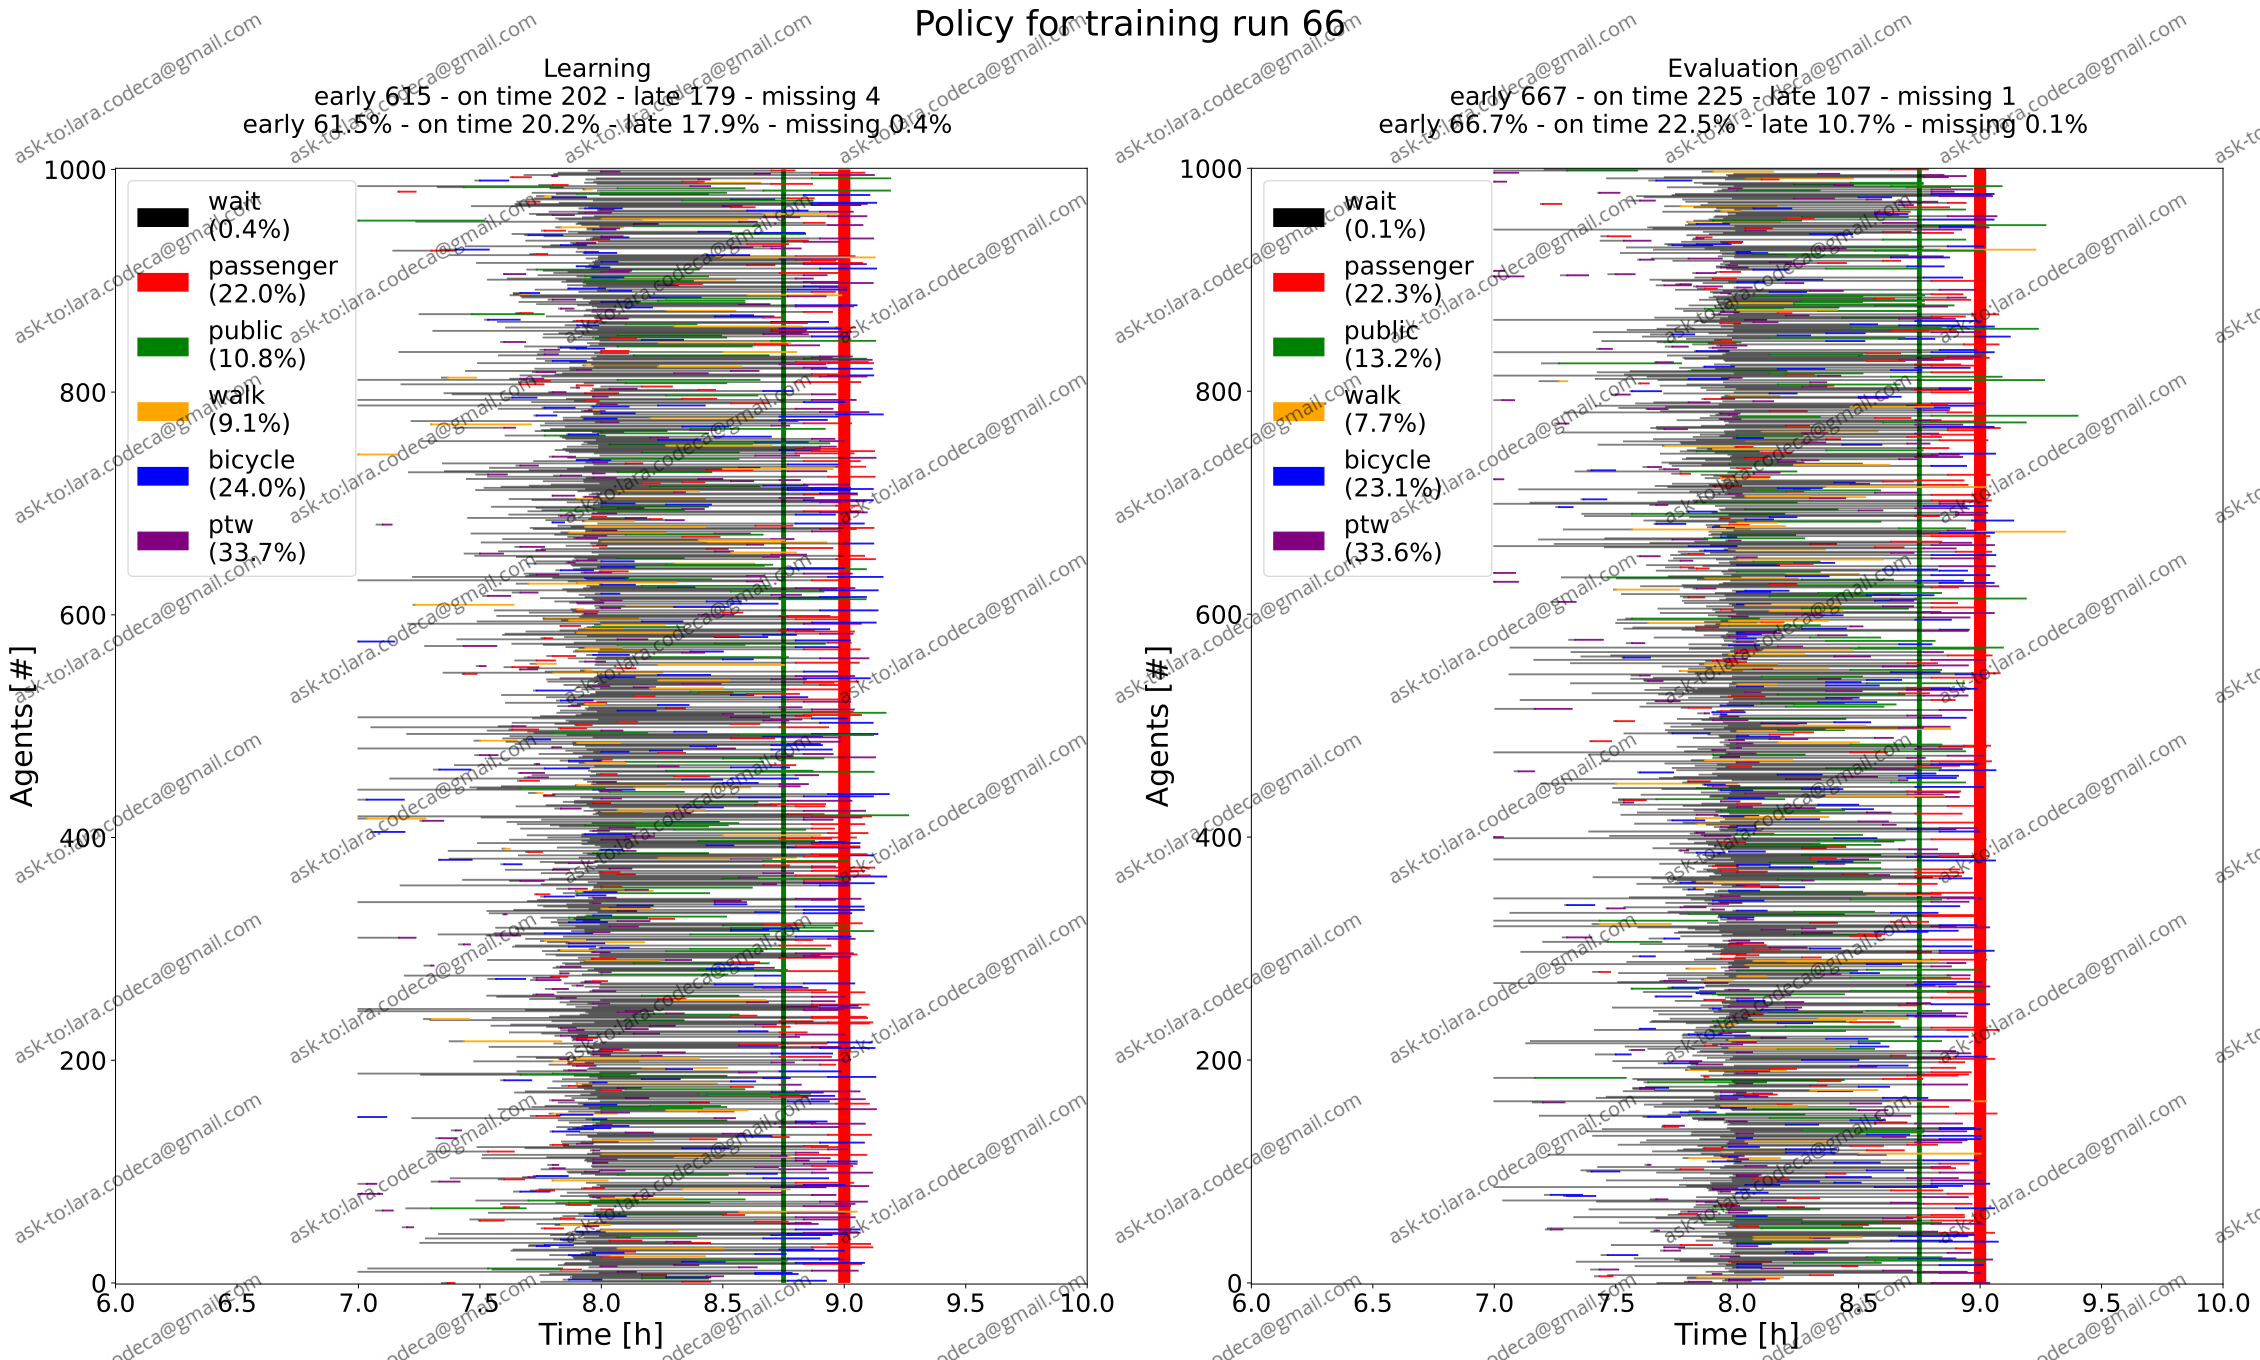 Policy for training run 66
Learning
early 615 - on time 202 - late 179 - missing 4
early 61.5% - on time 20.2% - late 17.9% - missing 0.4%
1000
800
600
400
200
0
Agents [#]
wait
(0.4%)
passenger
(22.0%)
public
(10.8%)
walk
(9.1%)
bicycle
(24.0%)
ptw
(33.7%)
6.0 6.5 7.0 7.5 8.0 8.5 9.0 9.5 10.0
Time [h]
Evaluation
early 667 - on time 225 - late 107 - missing 1
early 66.7% - on time 22.5% - late 10.7% - missing 0.1%
1000
800
600
400
200
0
Agents [#]
wait
(0.1%)
passenger
(22.3%)
public
(13.2%)
walk
(7.7%)
bicycle
(23.1%)
ptw
(33.6%)
6.0 6.5 7.0 7.5 8.0 8.5 9.0 9.5 10.0
Time [h]
ask-to:lara.codeca@gmail.com